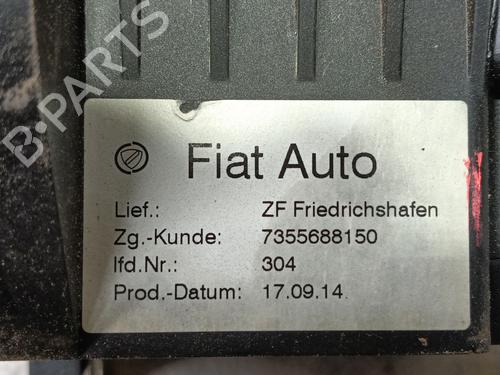 B-PARTS
Fiat Auto
Lief.: ZF Friedrichshafen
Zg.-Kunde: 7355688150
lfd.Nr.: 304
Prod.-Datum: 17.09.14